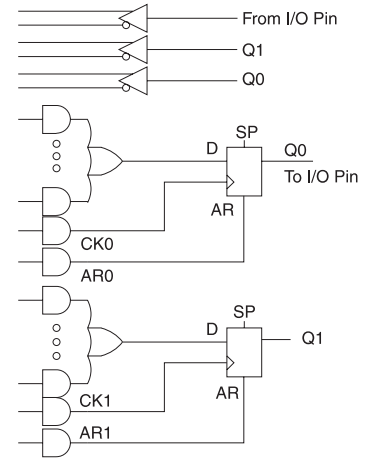 From I/O Pin
Q1
Q0
SP
D
Q0
To I/O Pin
AR
CK0
AR0
SP
D
Q1
AR
CK1
AR1